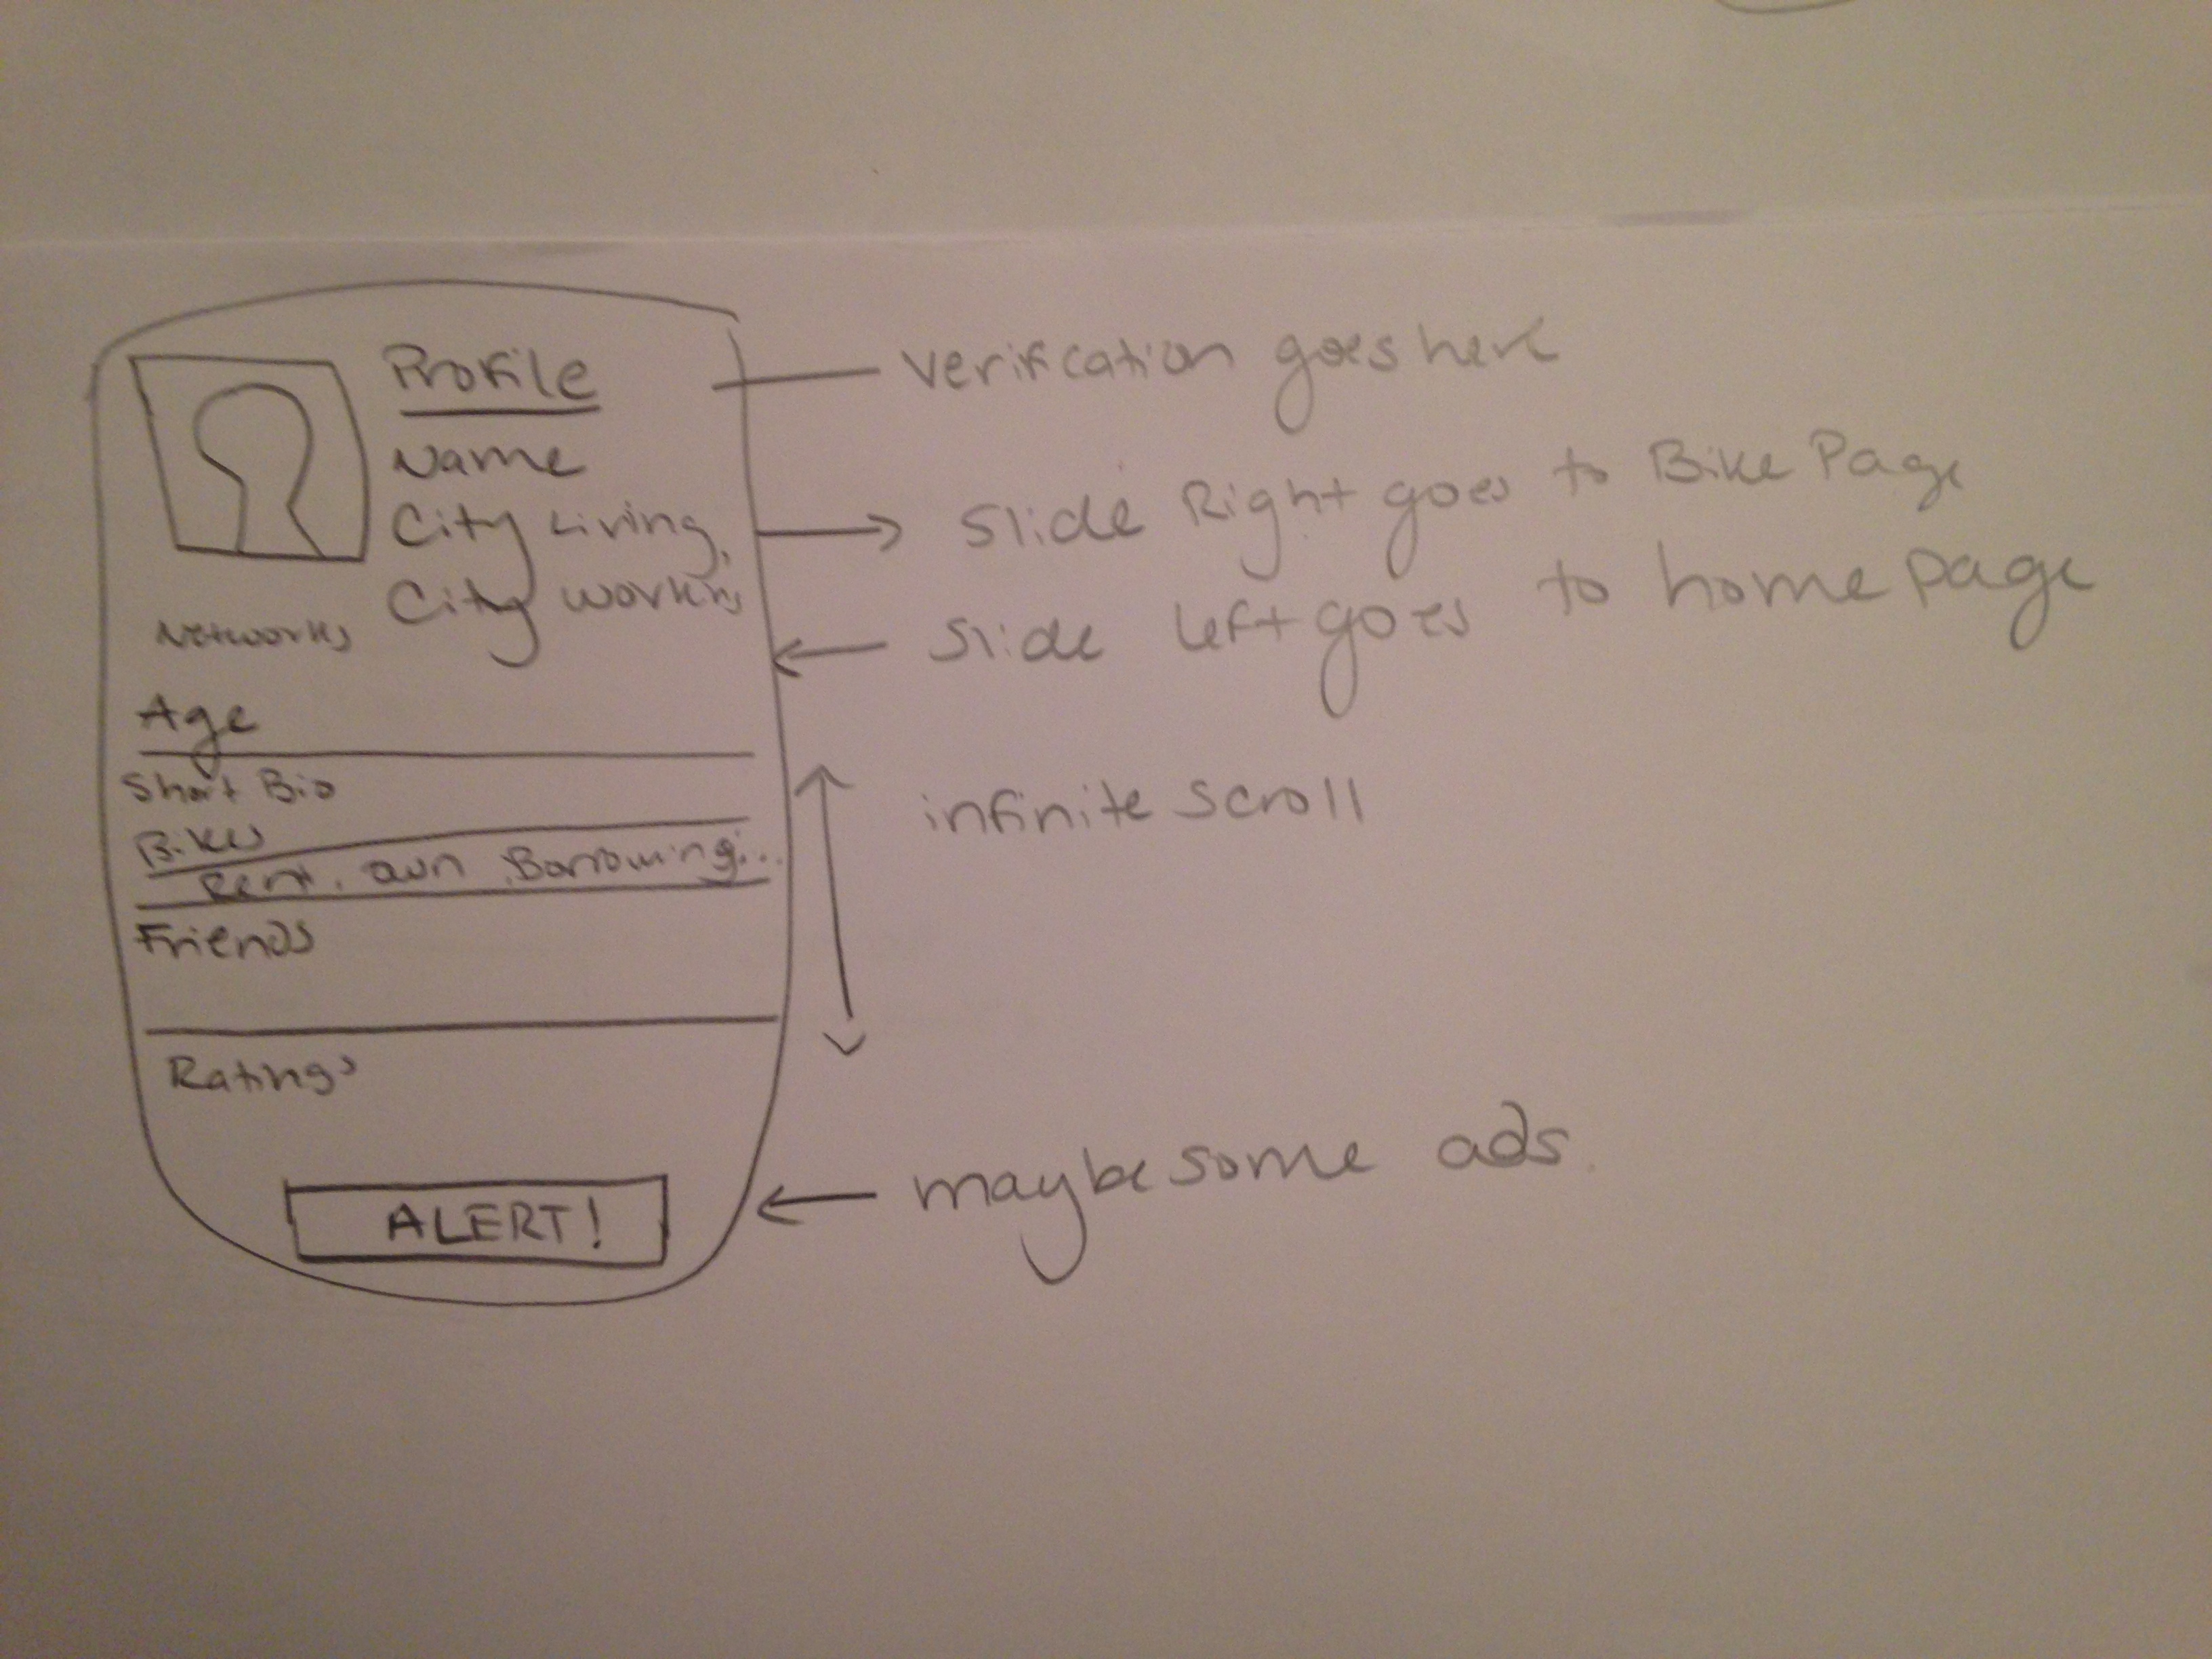 Profile
Name
City Living
City working
Networks
Age
Short Bio
Bikes
Rent, own Borrowing...
Friends
Ratings
ALERT!
verification goes here
Slide Right goes to Bike Page
Slide Left goes to home page
infinite scroll
maybe some ads